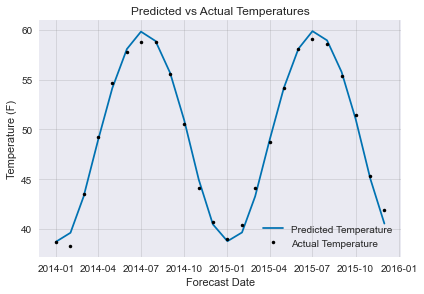 Predicted vs Actual Temperatures
Temperature (F)
60
55
50
45
40
Predicted Temperature
Actual Temperature
2014-01 2014-04 2014-07 2014-10 2015-01 2015-04 2015-07 2015-10 2016-01
Forecast Date